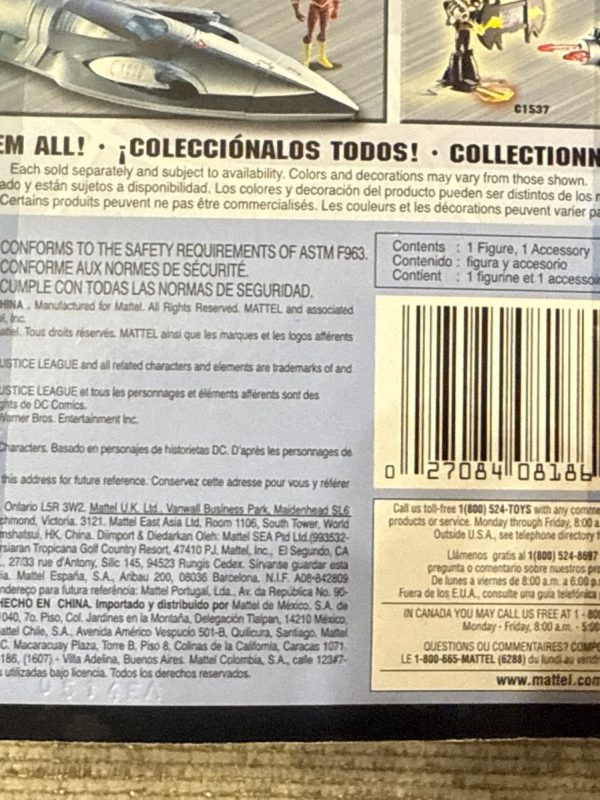 C1537
EM ALL! · ¡COLECCIÓNALOS TODOS! · COLLECTIONN
Each sold separately and subject to availability. Colors and decorations may vary from those shown.
ado y están sujetos a disponibilidad. Los colores y decoración del producto pueden ser distintos de los m
Certains produits peuvent ne pas être commercialisés. Les couleurs et les décorations peuvent varier pa
CONFORMS TO THE SAFETY REQUIREMENTS OF ASTM F963.
CONFORME AUX NORMES DE SÉCURITÉ.
CUMPLE CON TODAS LAS NORMAS DE SEGURIDAD.
HINA. Manufactured for Mattel. All Rights Reserved. MATTEL and associated
el, Inc.
attel. Tous droits réservés. MATTEL ainsi que les marques et les logos afférents
USTICE LEAGUE and all related characters and elements are trademarks of and
USTICE LEAGUE et tous les personnages et éléments afférents sont des
ghts de DC Comics.
Warner Bros. Entertainment Inc.
Characters. Basado en personajes de historietas DC. D'après les personnages de
this address for future reference. Conservez cette adresse pour vous y référer
Ontario L5R 3W2. Mattel U.K. Ltd., Vanwall Business Park, Maidenhead SL6
chmond, Victoria. 3121. Mattel East Asia Ltd, Room 1106, South Tower, World
mshatsui, HK, China. Diimport & Diedarkan Oleh: Mattel SEA Ptd Ltd.(993532-
rsiaran Tropicana Golf Country Resort, 47410 PJ. Mattel, Inc., El Segundo, CA
., 27/33 rue d'Antony, Silic 145, 94523 Rungis Cedex. Sírvanse guardar esta
ia. Mattel España, S.A., Aribau 200, 08036 Barcelona. N.I.F. A08-842809
ndereço para futura referência: Mattel Portugal, Lda., Av. da República No. 90-
HECHO EN CHINA. Importado y distribuido por Mattel de México, S.A. de
040, 7o. Piso, Col. Jardines en la Montaña, Delegación Tlalpan, 14210 México,
attel Chile, S.A., Avenida Américo Vespucio 501-B, Quilicura, Santiago. Mattel
C. Macaracuay Plaza, Torre B, Piso 8, Colinas de la California, Caracas 1071.
186, (1607) - Villa Adelina, Buenos Aires. Mattel Colombia, S.A., calle 123#7-
s utilizadas bajo licencia. Todos los derechos reservados.
Contents : 1 Figure, 1 Accessory
Contenido : figura y accesorio
Contient : 1 figurine et 1 accessoir
0 27084 08186
Call us toll-free 1(800) 524-TOYS with any comme
products or service. Monday through Friday, 8:00 a
Outside U.S.A., see telephone directory f
Llámenos gratis al 1(800) 524-8697
pregunta o comentario sobre nuestros pro
De lunes a viernes de 8:00 a.m. a 6:00 p.
Fuera de los E.U.A., consulte una guía telefónica
IN CANADA YOU MAY CALL US FREE AT 1-800
Monday - Friday, 8:00 am. - 5:00
QUESTIONS OU COMMENTAIRES? COMPO
LE 1-800-665-MATTEL (6288) du lundi au vendr
www.mattel.com